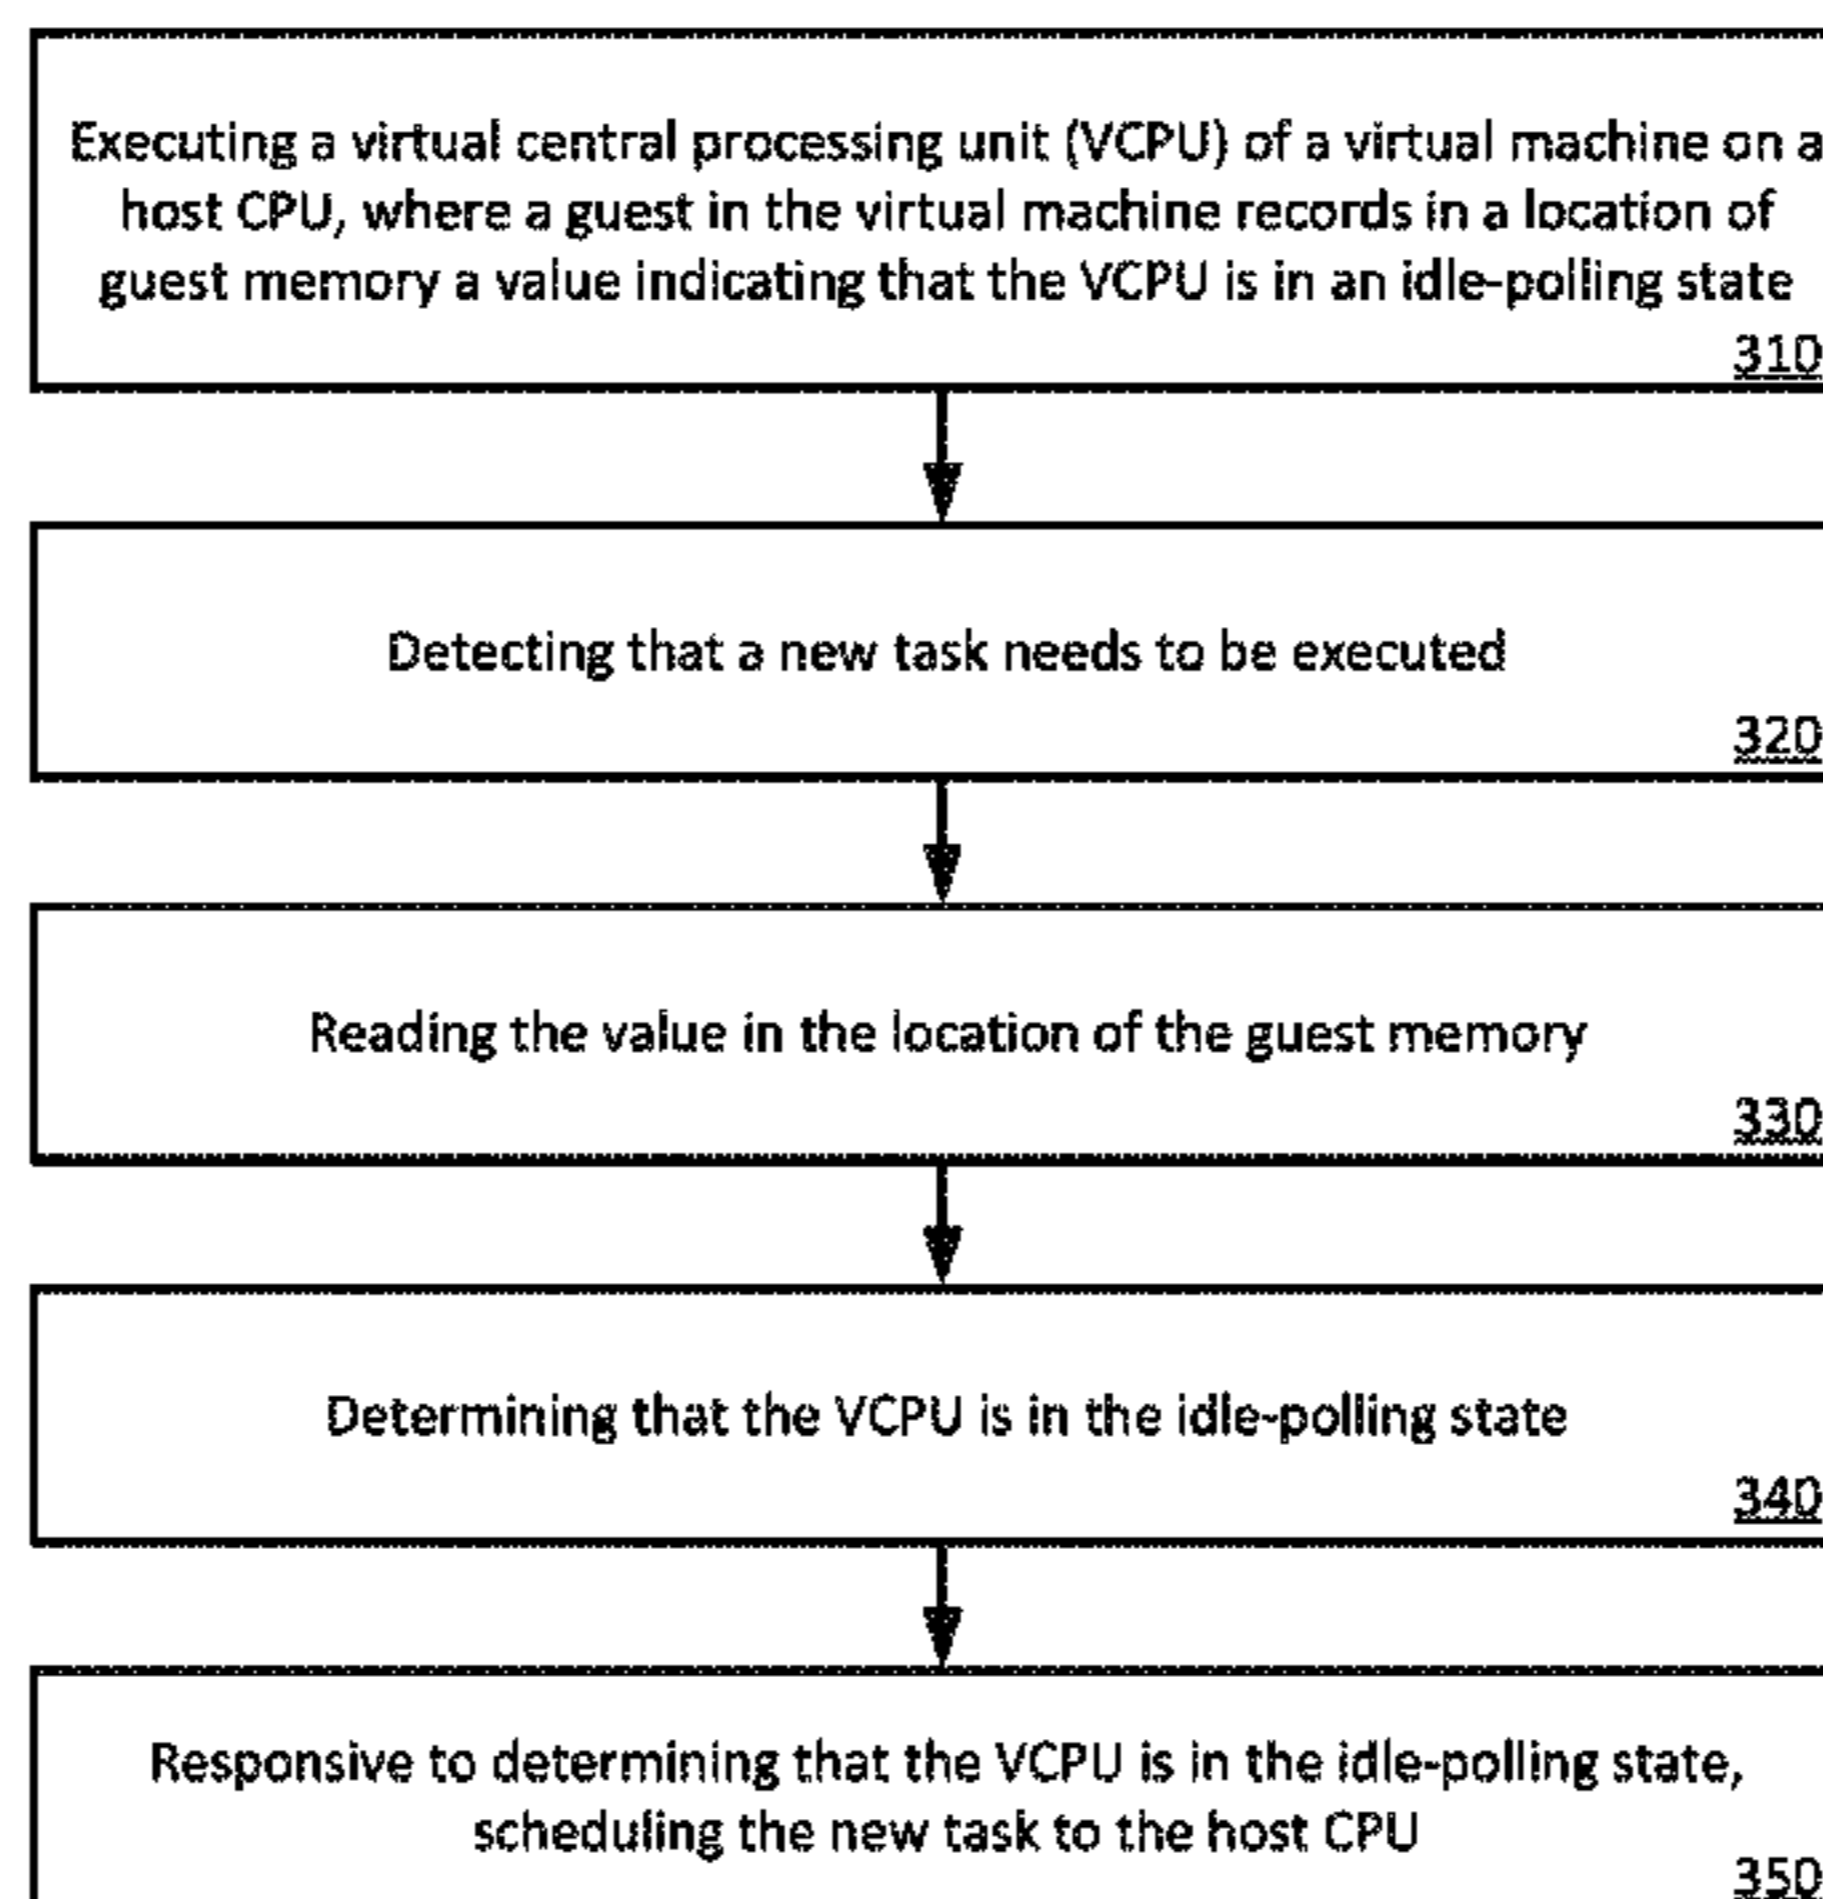 Executing a virtual central processing unit (VCPU) of a virtual machine on a
host CPU, where a guest in the virtual machine records in a location of
guest memory a value indicating that the VCPU is in an idle-polling state
310
Detecting that a new task needs to be executed
320
Reading the value in the location of the guest memory
330
Determining that the VCPU is in the idle-polling state
340
Responsive to determining that the VCPU is in the idle-polling state,
scheduling the new task to the host CPU
350